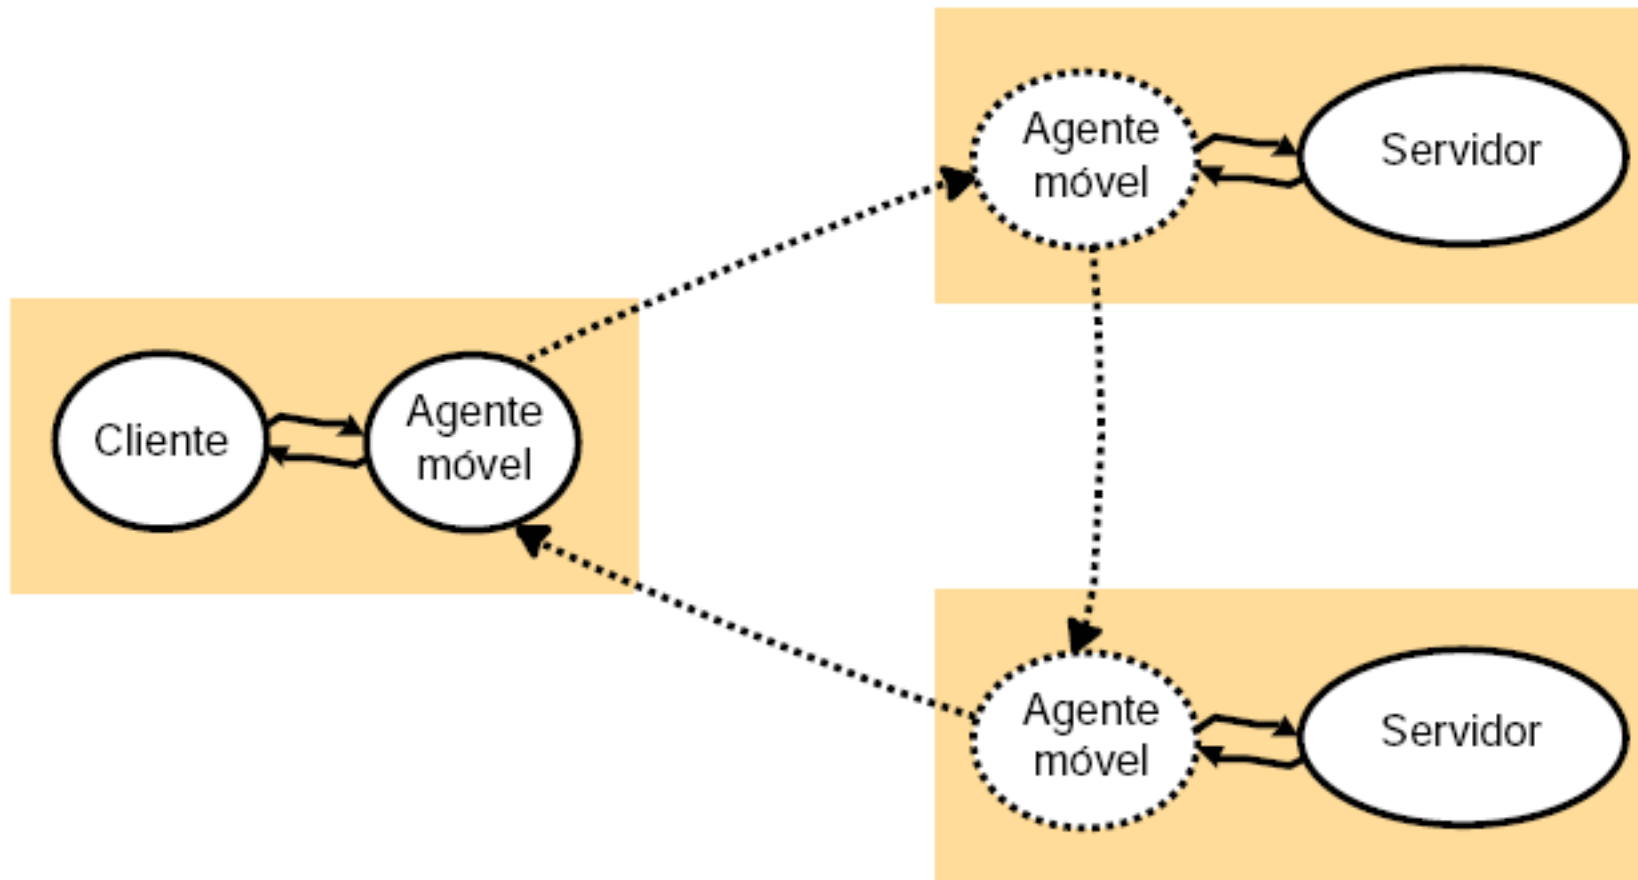 Agente
móvel
Servidor
Cliente
Agente
móvel
Agente
móvel
Servidor